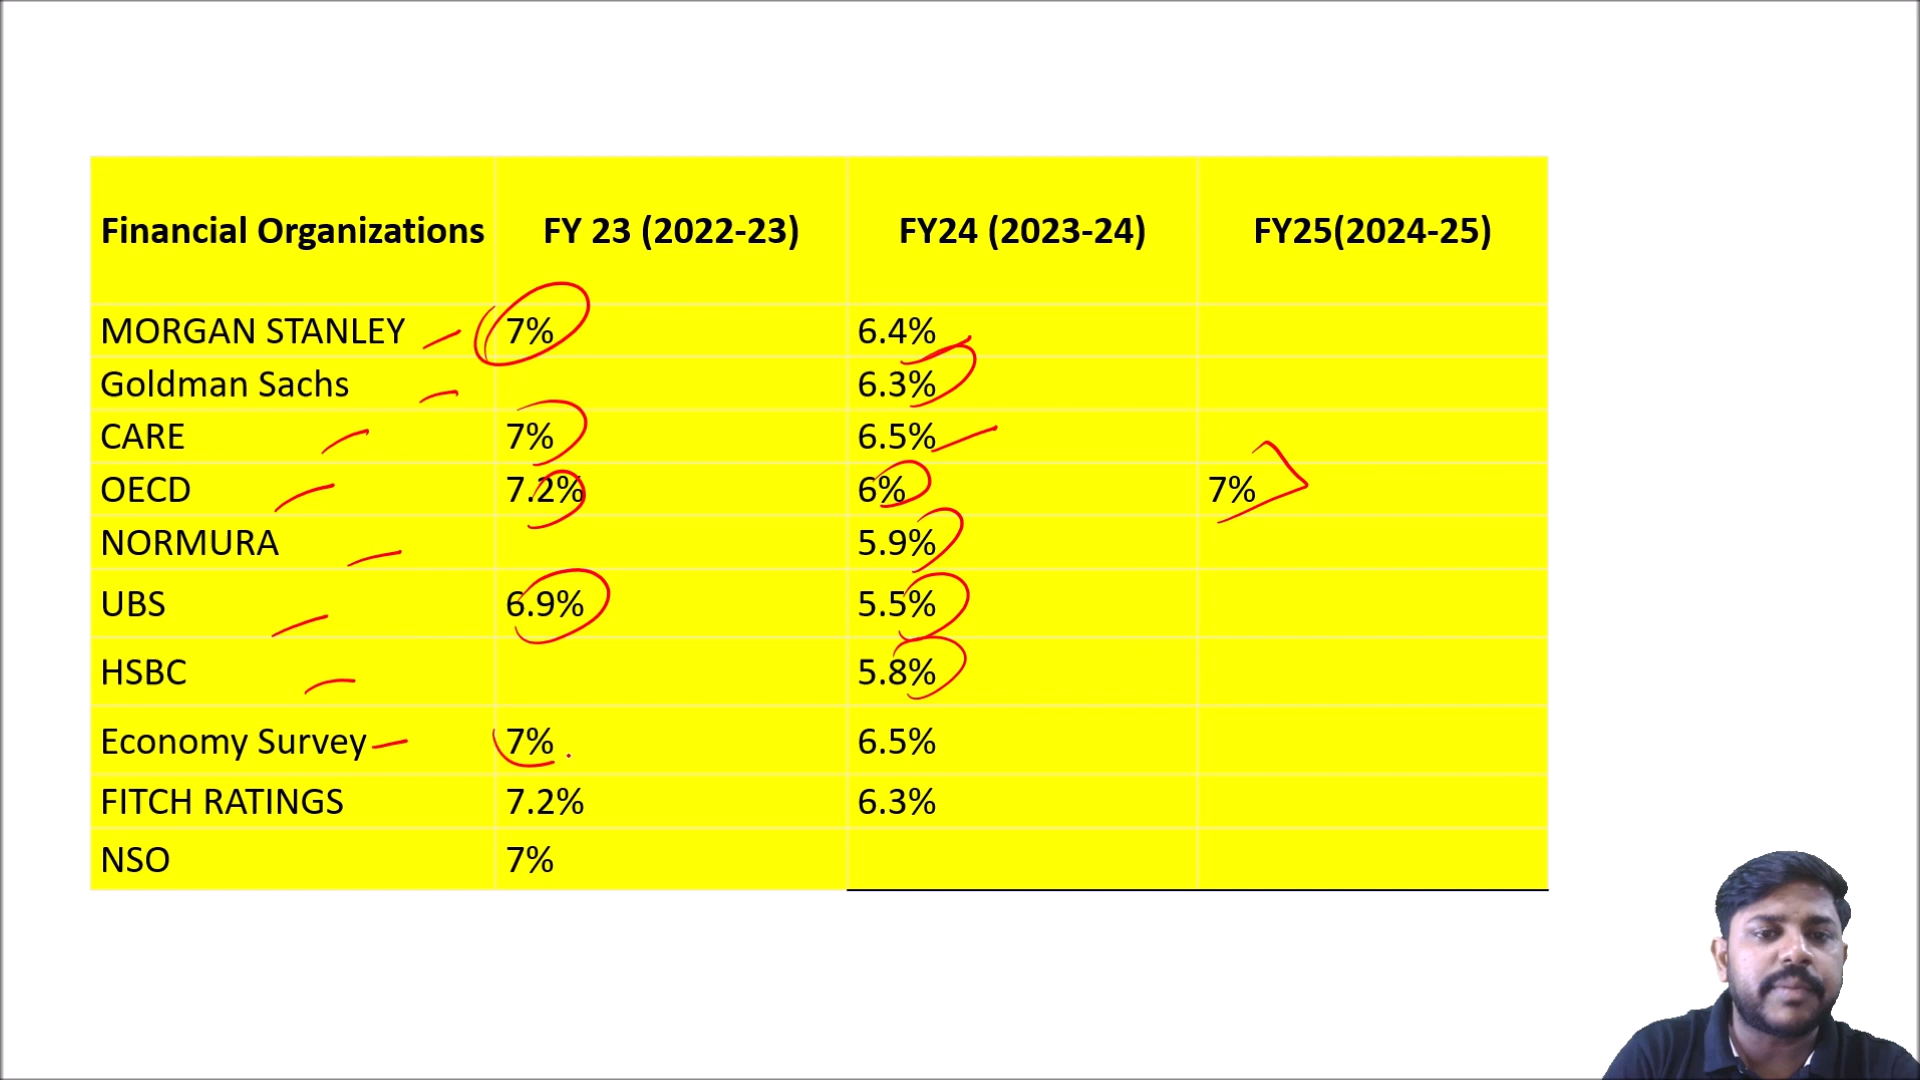 Financial Organizations FY 23 (2022-23) FY24 (2023-24) FY25(2024-25)
MORGAN STANLEY 7% 6.4%
Goldman Sachs 6.3%
CARE 7% 6.5%
OECD 7.2% 6% 7%
NORMURA 5.9%
UBS 6.9% 5.5%
HSBC 5.8%
Economy Survey 7% 6.5%
FITCH RATINGS 7.2% 6.3%
NSO 7%